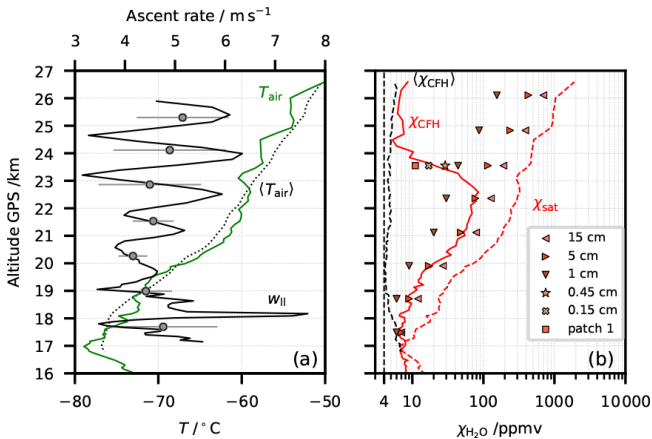 Ascent rate / m s⁻¹
3 4 5 6 7 8
27
26
25
24
23
22
21
20
19
18
17
16
Altitude GPS /km
T_air
⟨T_air⟩
w_ll
(a)
−80 −70 −60 −50
T / °C
⟨χ_CFH⟩
χ_CFH
χ_sat
15 cm
5 cm
1 cm
0.45 cm
0.15 cm
patch 1
(b)
4 10 100 1000 10000
χ_H₂O /ppmv